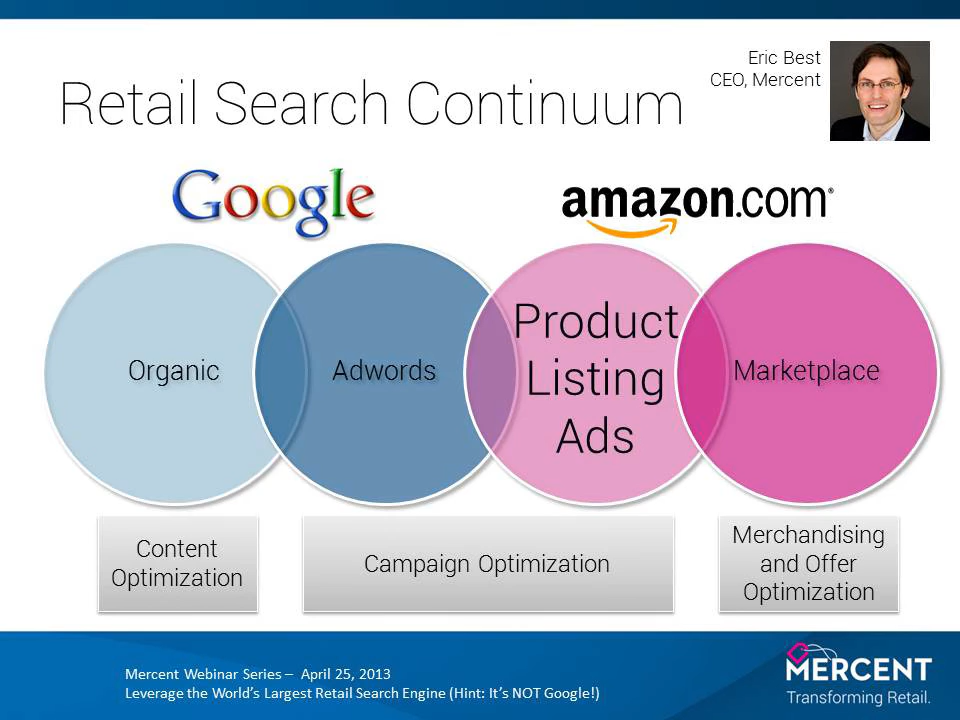 Eric Best
CEO, Mercent
Retail Search Continuum
Google
amazon.com®
Organic
Adwords
Product
Listing
Ads
Marketplace
Content
Optimization
Campaign Optimization
Merchandising
and Offer
Optimization
Mercent Webinar Series – April 25, 2013
Leverage the World's Largest Retail Search Engine (Hint: It's NOT Google!)
MERCENT
Transforming Retail.